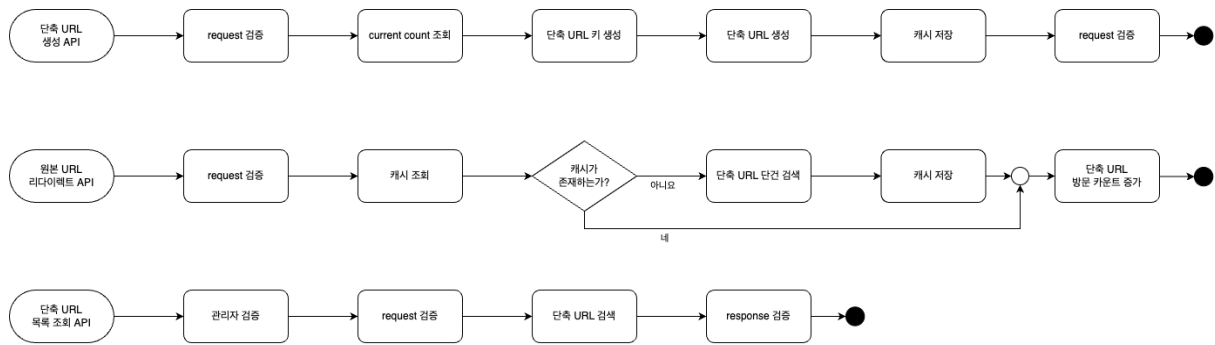 단축 URL
생성 API
request 검증
current count 조회
단축 URL 키 생성
단축 URL 생성
캐시 저장
request 검증
원본 URL
리다이렉트 API
request 검증
캐시 조회
캐시가
존재하는가?
아니요
단축 URL 단건 검색
캐시 저장
단축 URL
방문 카운트 증가
네
단축 URL
목록 조회 API
관리자 검증
request 검증
단축 URL 검색
response 검증